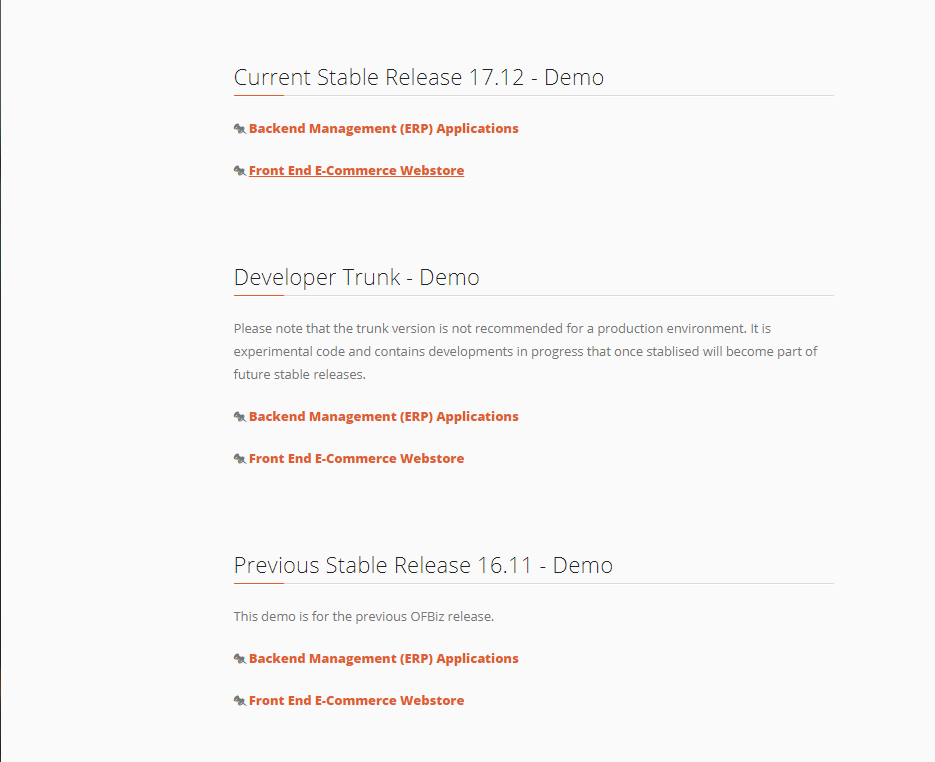 Current Stable Release 17.12 - Demo
Backend Management (ERP) Applications
Front End E-Commerce Webstore
Developer Trunk - Demo
Please note that the trunk version is not recommended for a production environment. It is
experimental code and contains developments in progress that once stablised will become part of
future stable releases.
Backend Management (ERP) Applications
Front End E-Commerce Webstore
Previous Stable Release 16.11 - Demo
This demo is for the previous OFBiz release.
Backend Management (ERP) Applications
Front End E-Commerce Webstore